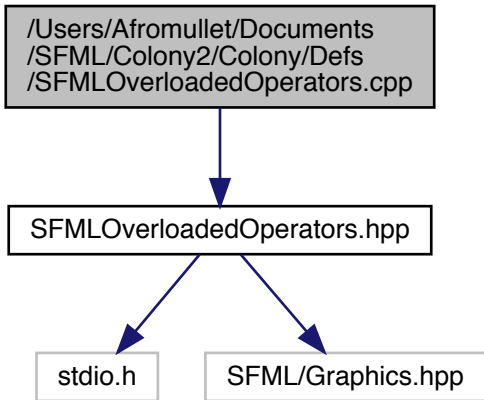 /Users/Afromullet/Documents
/SFML/Colony2/Colony/Defs
/SFMLOverloadedOperators.cpp
SFMLOverloadedOperators.hpp
stdio.h
SFML/Graphics.hpp